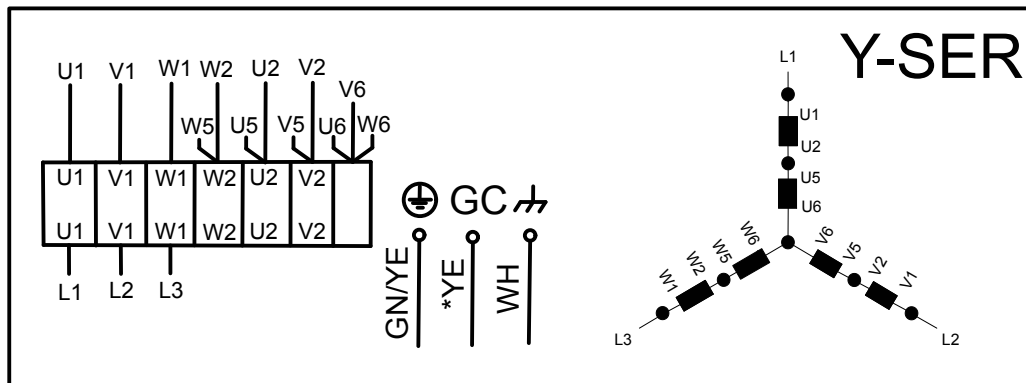 Y-SER
U1 V1 W1 W2 U2 V2 V6
W5 U5 V5 U6 W6
U1 V1 W1 W2 U2 V2
U1 V1 W1 W2 U2 V2
L1 L2 L3
GC
GN/YE *YE WH
L1
U1
U2
U5
U6
W1 W2 W5 W6
V6 V5 V2 V1
L3 L2